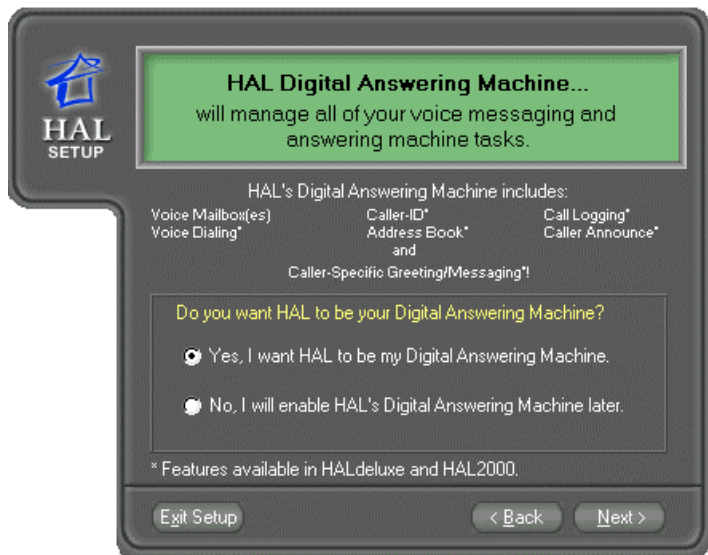 HAL
SETUP
HAL Digital Answering Machine...
will manage all of your voice messaging and
answering machine tasks.
HAL's Digital Answering Machine includes:
Voice Mailbox(es) Caller-ID* Call Logging*
Voice Dialing* Address Book* Caller Announce*
and
Caller-Specific Greeting/Messaging*!
Do you want HAL to be your Digital Answering Machine?
Yes, I want HAL to be my Digital Answering Machine.
No, I will enable HAL's Digital Answering Machine later.
* Features available in HALdeluxe and HAL2000.
Exit Setup < Back Next >